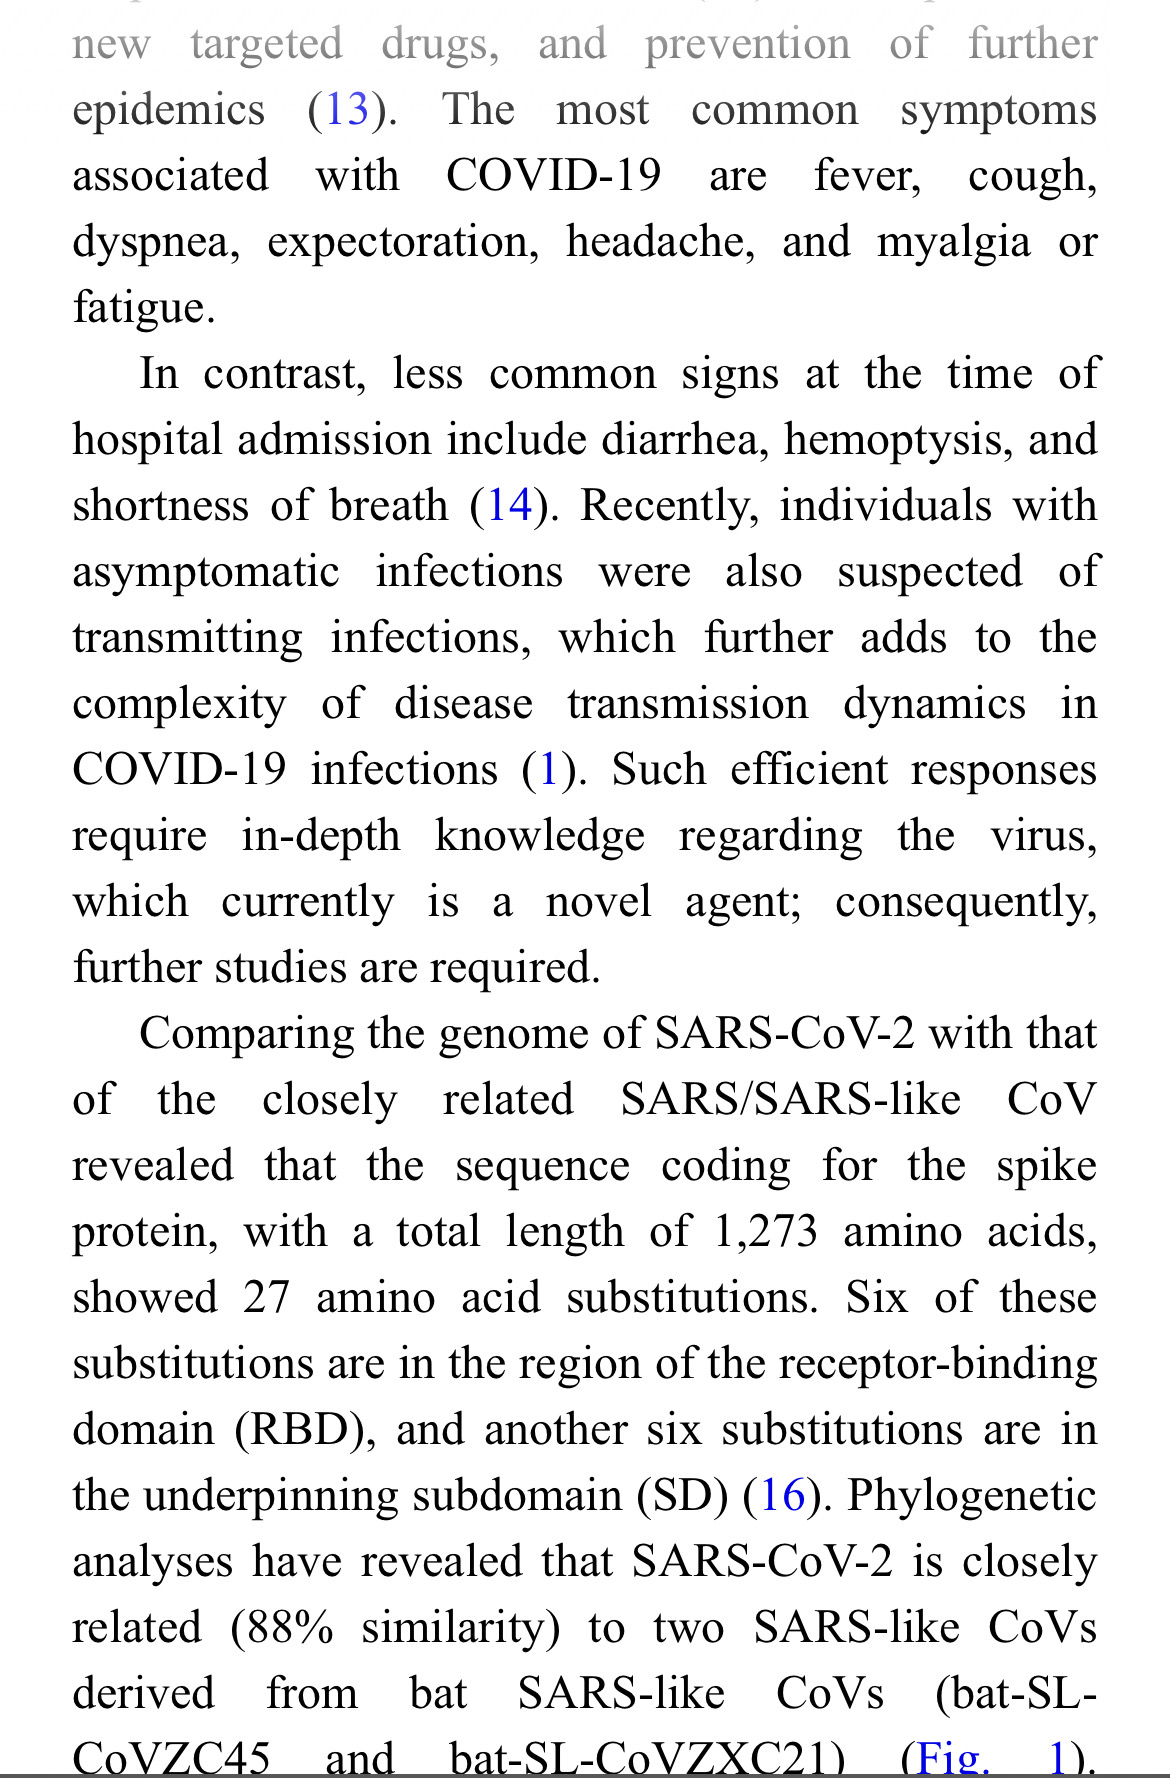 new targeted drugs, and prevention of further
epidemics (13). The most common symptoms
associated with COVID-19 are fever, cough,
dyspnea, expectoration, headache, and myalgia or
fatigue.
In contrast, less common signs at the time of
hospital admission include diarrhea, hemoptysis, and
shortness of breath (14). Recently, individuals with
asymptomatic infections were also suspected of
transmitting infections, which further adds to the
complexity of disease transmission dynamics in
COVID-19 infections (1). Such efficient responses
require in-depth knowledge regarding the virus,
which currently is a novel agent; consequently,
further studies are required.
Comparing the genome of SARS-CoV-2 with that
of the closely related SARS/SARS-like CoV
revealed that the sequence coding for the spike
protein, with a total length of 1,273 amino acids,
showed 27 amino acid substitutions. Six of these
substitutions are in the region of the receptor-binding
domain (RBD), and another six substitutions are in
the underpinning subdomain (SD) (16). Phylogenetic
analyses have revealed that SARS-CoV-2 is closely
related (88% similarity) to two SARS-like CoVs
derived from bat SARS-like CoVs (bat-SL-
CoVZC45 and bat-SL-CoVZXC21) (Fig. 1).